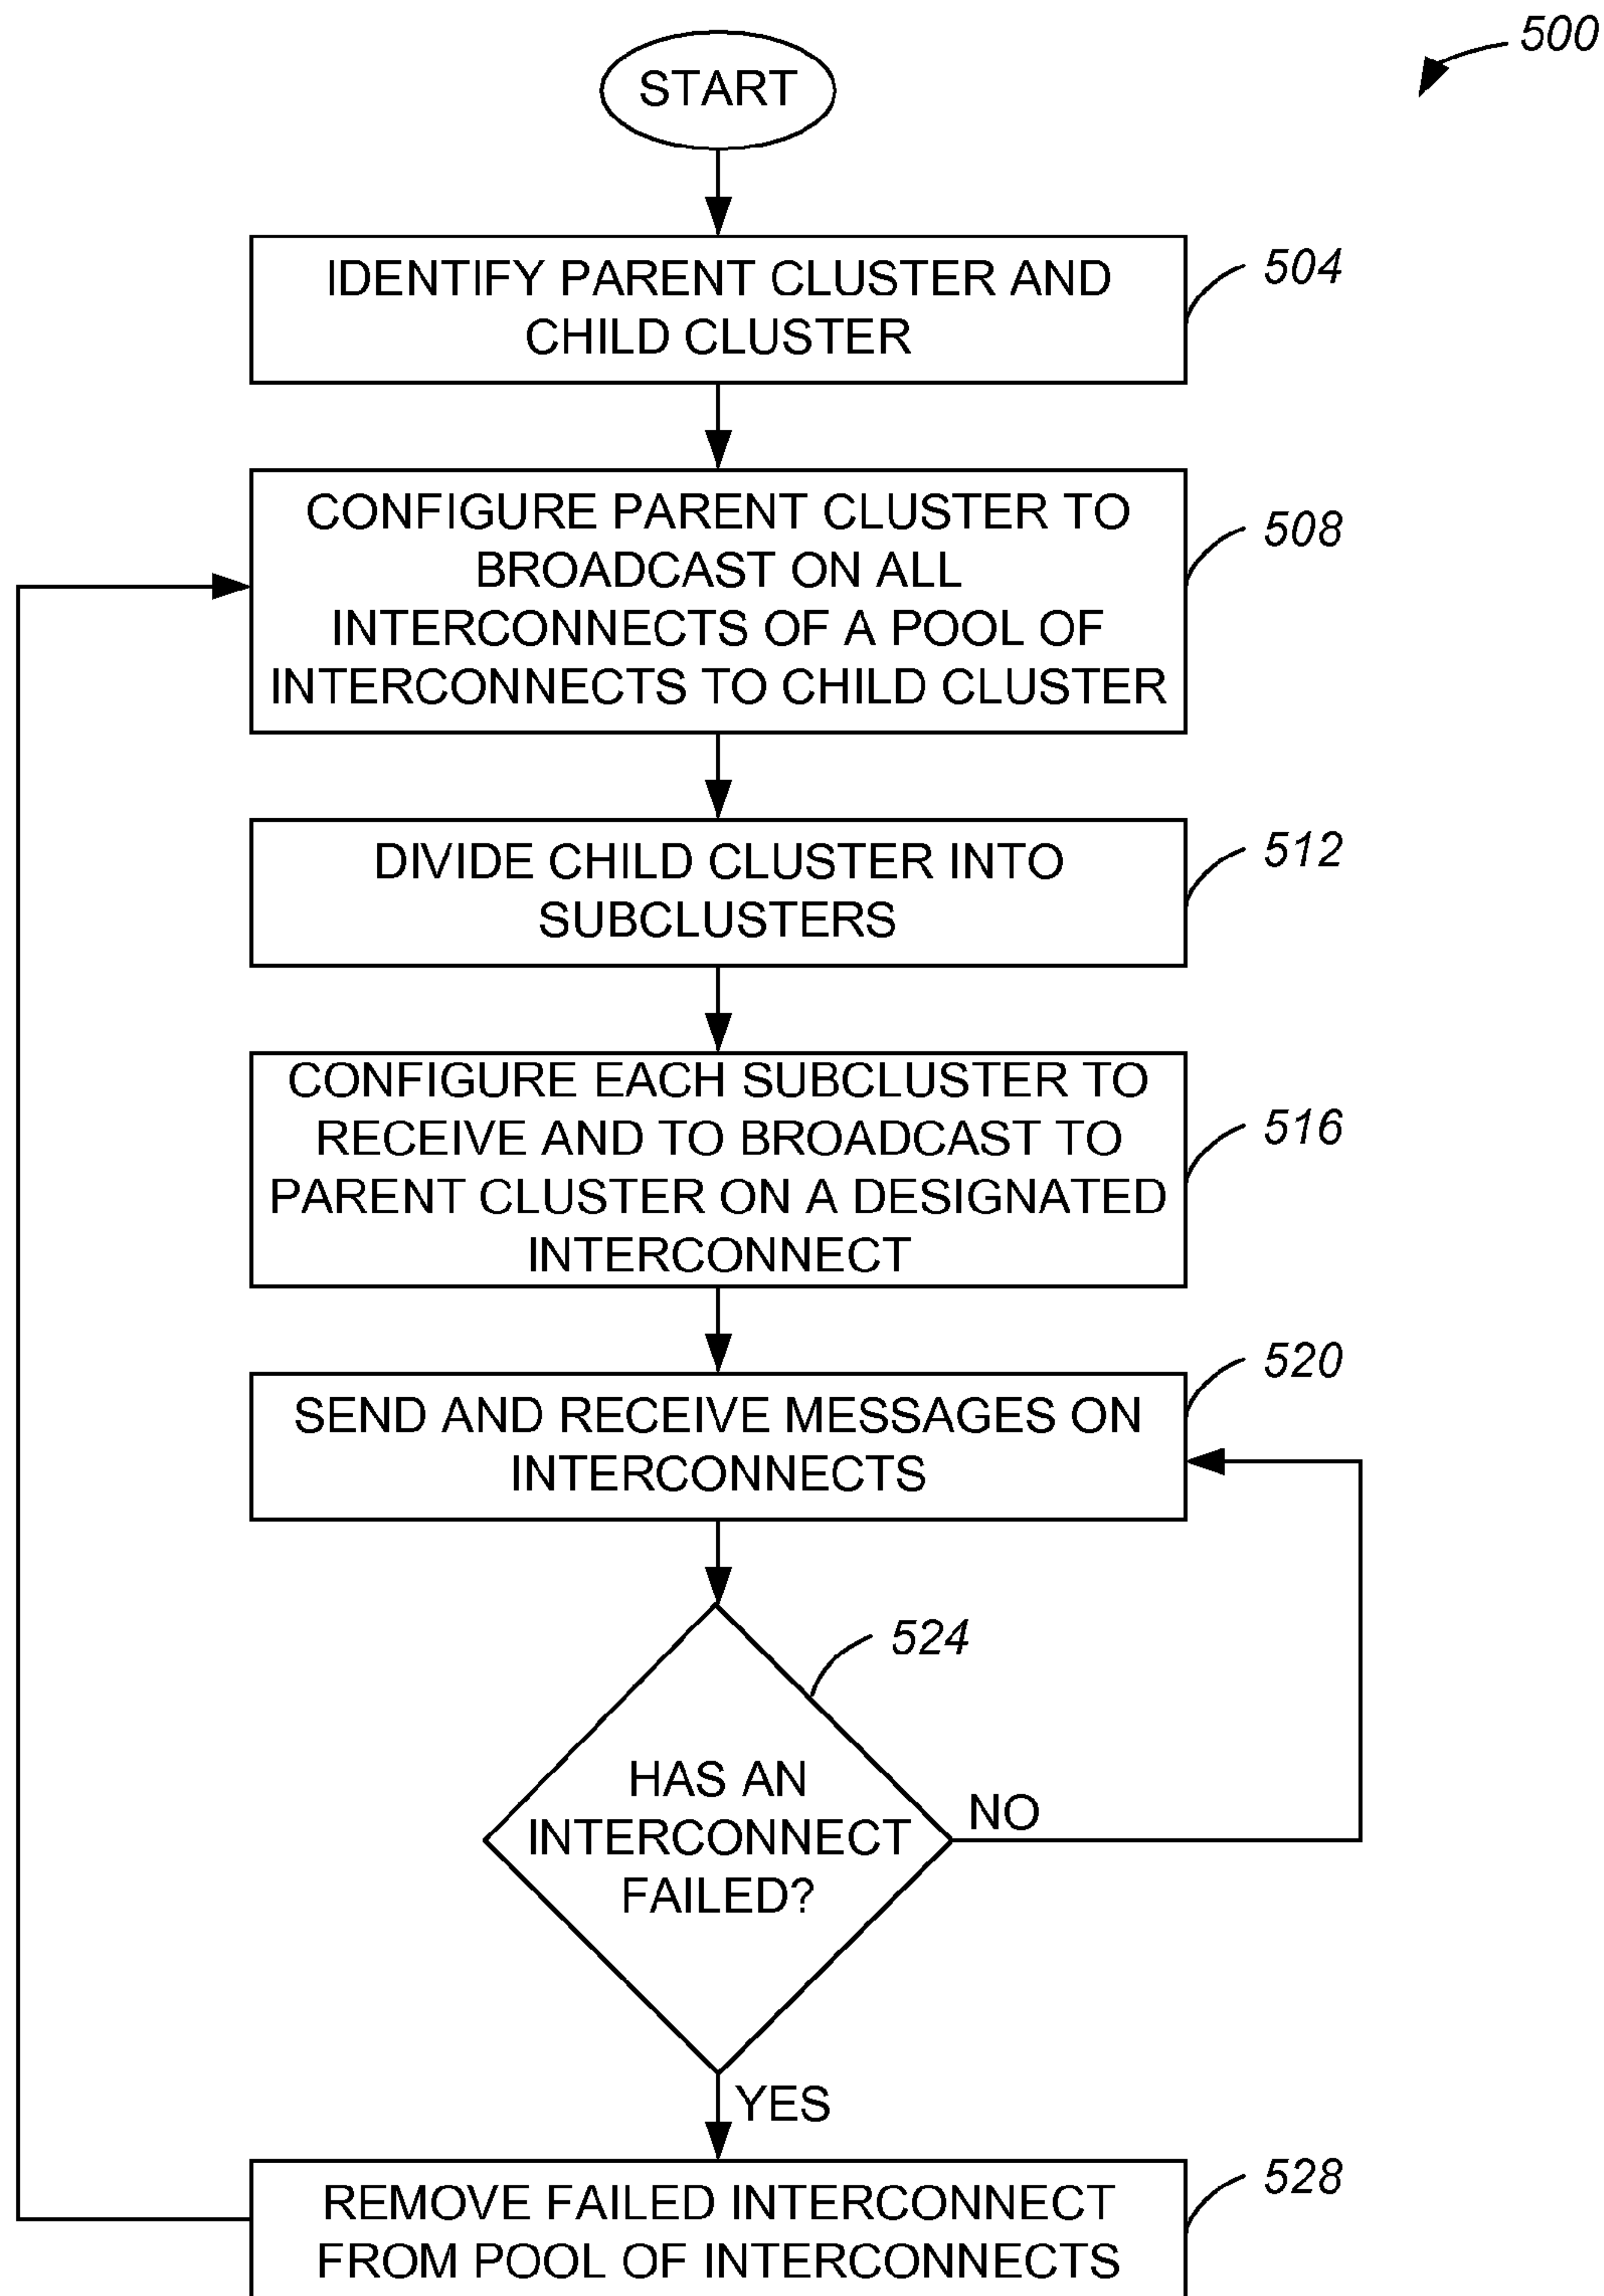 500
START
IDENTIFY PARENT CLUSTER AND
CHILD CLUSTER
504
CONFIGURE PARENT CLUSTER TO
BROADCAST ON ALL
INTERCONNECTS OF A POOL OF
INTERCONNECTS TO CHILD CLUSTER
508
DIVIDE CHILD CLUSTER INTO
SUBCLUSTERS
512
CONFIGURE EACH SUBCLUSTER TO
RECEIVE AND TO BROADCAST TO
PARENT CLUSTER ON A DESIGNATED
INTERCONNECT
516
SEND AND RECEIVE MESSAGES ON
INTERCONNECTS
520
524
HAS AN
INTERCONNECT
FAILED?
NO
YES
REMOVE FAILED INTERCONNECT
FROM POOL OF INTERCONNECTS
528